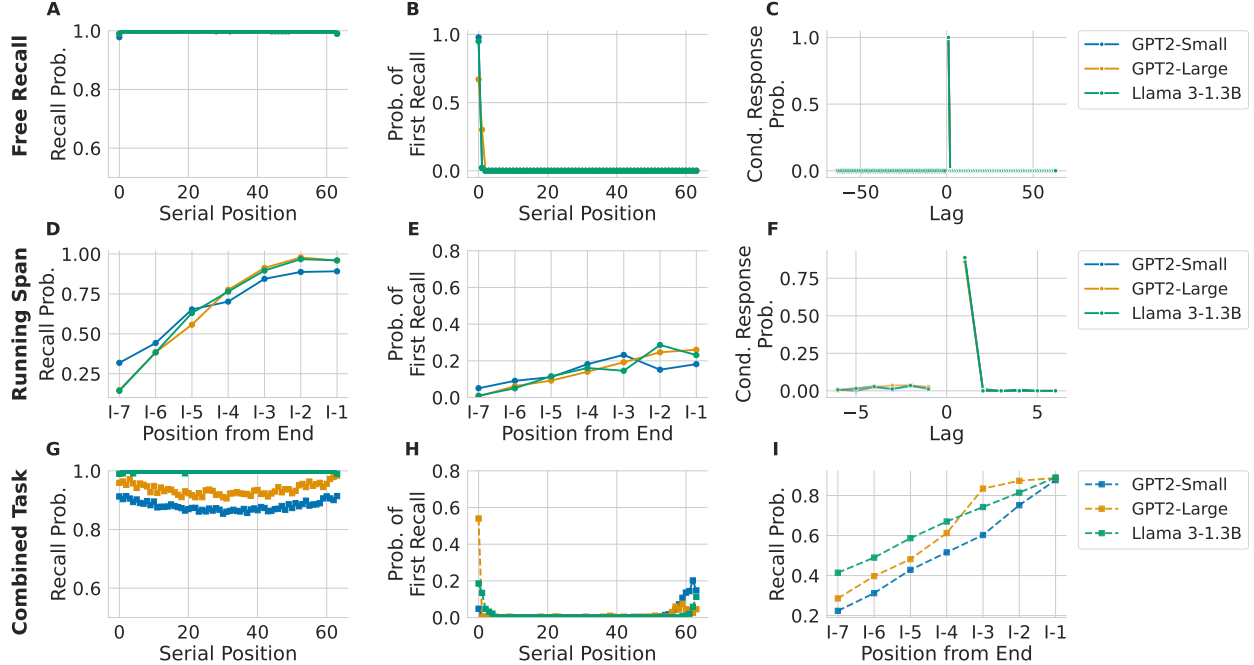 A
B
C
Free Recall
Recall Prob.
1.0
0.8
0.6
0
20
40
60
Serial Position
Prob. of
First Recall
1.0
0.5
0.0
0
20
40
60
Serial Position
Cond. Response
Prob.
1.0
0.5
0.0
−50
0
50
Lag
GPT2-Small
GPT2-Large
Llama 3-1.3B
D
E
F
Running Span
Recall Prob.
1.00
0.75
0.50
0.25
I-7
I-6
I-5
I-4
I-3
I-2
I-1
Position from End
Prob. of
First Recall
0.8
0.6
0.4
0.2
0.0
I-7
I-6
I-5
I-4
I-3
I-2
I-1
Position from End
Cond. Response
Prob.
0.75
0.50
0.25
0.00
−5
0
5
Lag
GPT2-Small
GPT2-Large
Llama 3-1.3B
G
H
I
Combined Task
Recall Prob.
1.0
0.8
0.6
0
20
40
60
Serial Position
Prob. of
First Recall
0.8
0.6
0.4
0.2
0.0
0
20
40
60
Serial Position
Recall Prob.
0.8
0.6
0.4
0.2
I-7
I-6
I-5
I-4
I-3
I-2
I-1
Position from End
GPT2-Small
GPT2-Large
Llama 3-1.3B